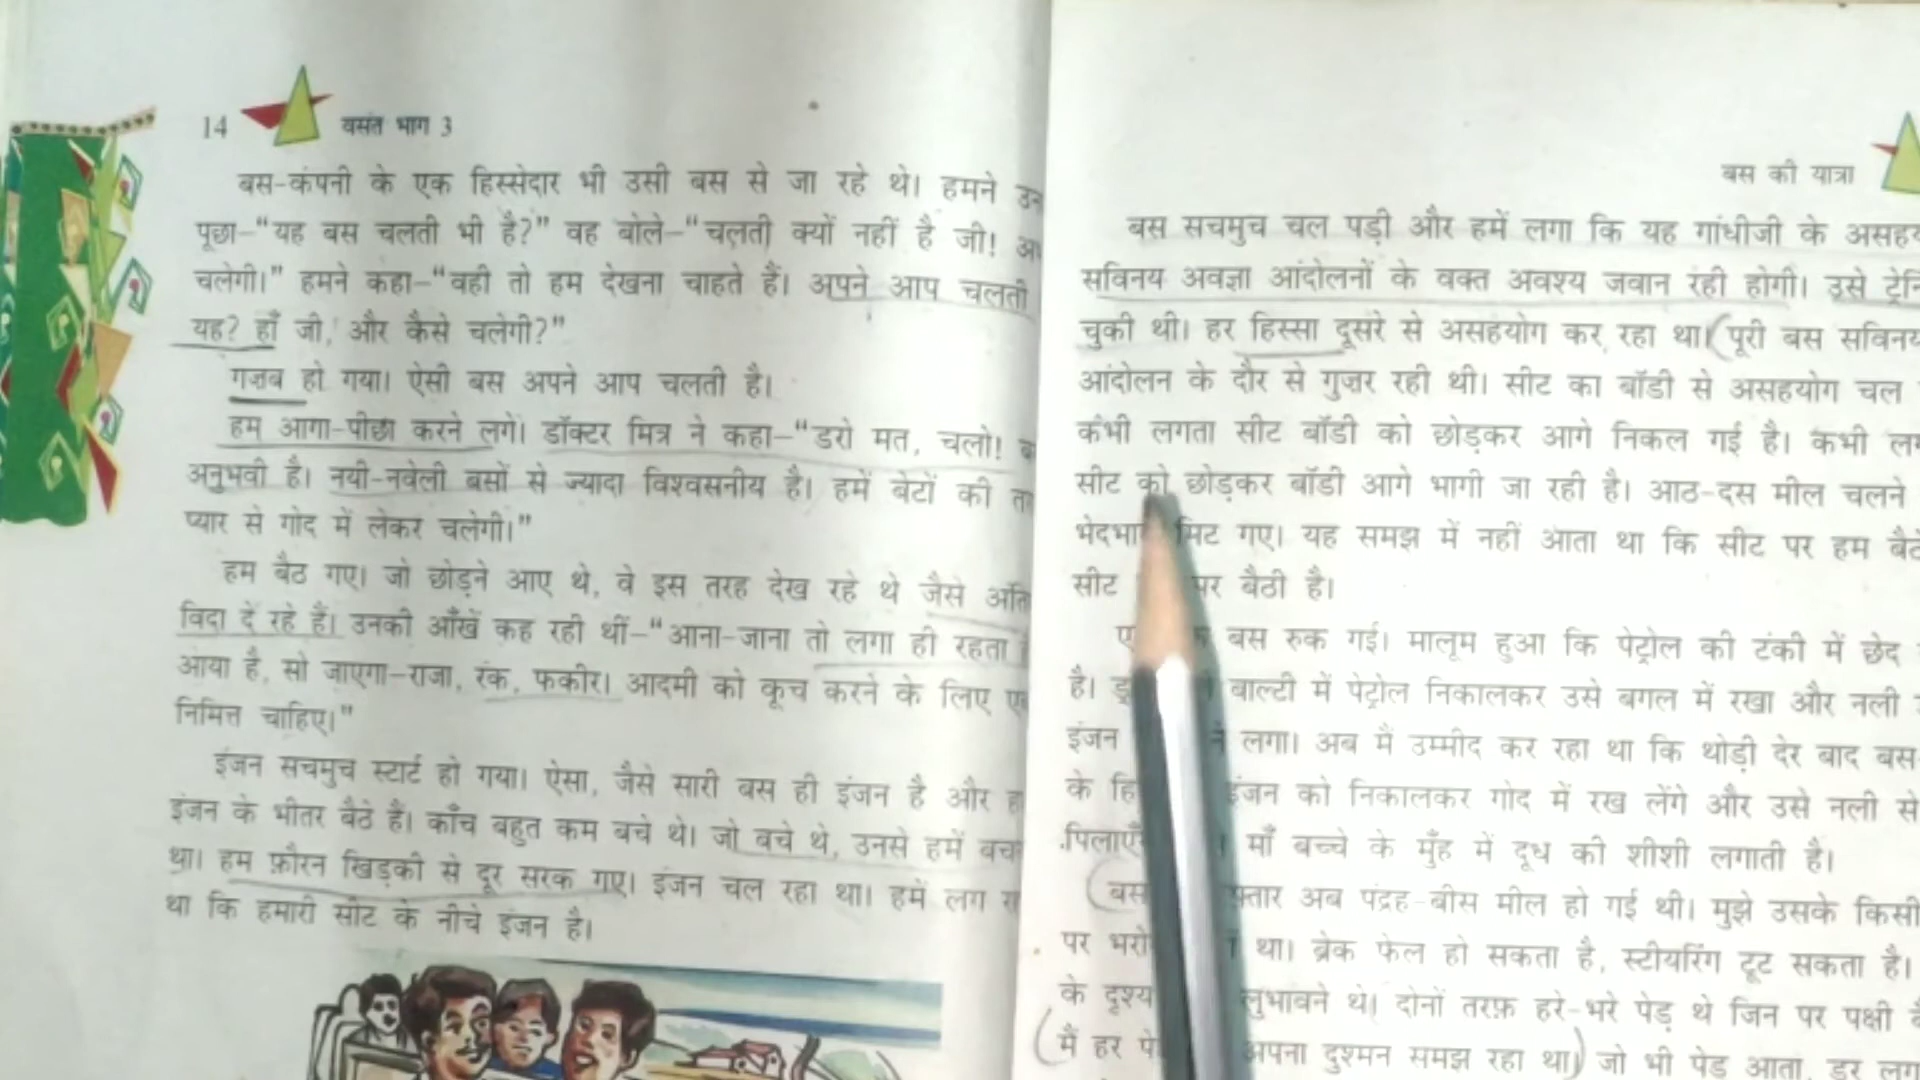 14 वसंत भाग 3
बस-कंपनी के एक हिस्सेदार भी उसी बस से जा रहे थे। हमने
पूछा–“यह बस चलती भी है?” वह बोले–“चलती क्यों नहीं है जी!
चलेगी।” हमने कहा–“वही तो हम देखना चाहते हैं। अपने आप चलती
यह? हाँ जी, और कैसे चलेगी?”
गज़ब हो गया। ऐसी बस अपने आप चलती है।
हम आगा-पीछा करने लगे। डॉक्टर मित्र ने कहा–“डरो मत, चलो!
अनुभवी है। नयी-नवेली बसों से ज्यादा विश्वसनीय है। हमें बेटों की
प्यार से गोद में लेकर चलेगी।”
हम बैठ गए। जो छोड़ने आए थे, वे इस तरह देख रहे थे जैसे
विदा दे रहे हैं। उनकी आँखें कह रही थीं–“आना-जाना तो लगा ही रहता
आया है, सो जाएगा–राजा, रंक, फकीर। आदमी को कूच करने के लिए
निमित्त चाहिए।”
इंजन सचमुच स्टार्ट हो गया। ऐसा, जैसे सारी बस ही इंजन है और
इंजन के भीतर बैठे हैं। काँच बहुत कम बचे थे। जो बचे थे, उनसे हमें
था। हम फ़ौरन खिड़की से दूर सरक गए। इंजन चल रहा था। हमें लग
था कि हमारी सीट के नीचे इंजन है।
बस की यात्रा
बस सचमुच चल पड़ी और हमें लगा कि यह गांधीजी के
सविनय अवज्ञा आंदोलनों के वक्त अवश्य जवान रही होगी। उसे
चुकी थी। हर हिस्सा दूसरे से असहयोग कर रहा था। पूरी बस सविनय
आंदोलन के दौर से गुज़र रही थी। सीट का बॉडी से असहयोग चल
कभी लगता सीट बॉडी को छोड़कर आगे निकल गई है। कभी
सीट को छोड़कर बॉडी आगे भागी जा रही है। आठ-दस मील चलने
मिट गए। यह समझ में नहीं आता था कि सीट पर हम
सीट पर बैठी है।
बस रुक गई। मालूम हुआ कि पेट्रोल की टंकी में छेद
है। बाल्टी में पेट्रोल निकालकर उसे बगल में रखा और नली
इंजन लगा। अब मैं उम्मीद कर रहा था कि थोड़ी देर बाद बस
के इंजन को निकालकर गोद में रख लेंगे और उसे नली से
माँ बच्चे के मुँह में दूध की शीशी लगाती है।
बस अब पंद्रह-बीस मील हो गई थी। मुझे उसके किसी
पर था। ब्रेक फेल हो सकता है, स्टीयरिंग टूट सकता है।
के दृश्य लुभावने थे। दोनों तरफ़ हरे-भरे पेड़ थे जिन पर पक्षी
मैं हर अपना दुश्मन समझ रहा था। जो भी पेड़ आता, डर